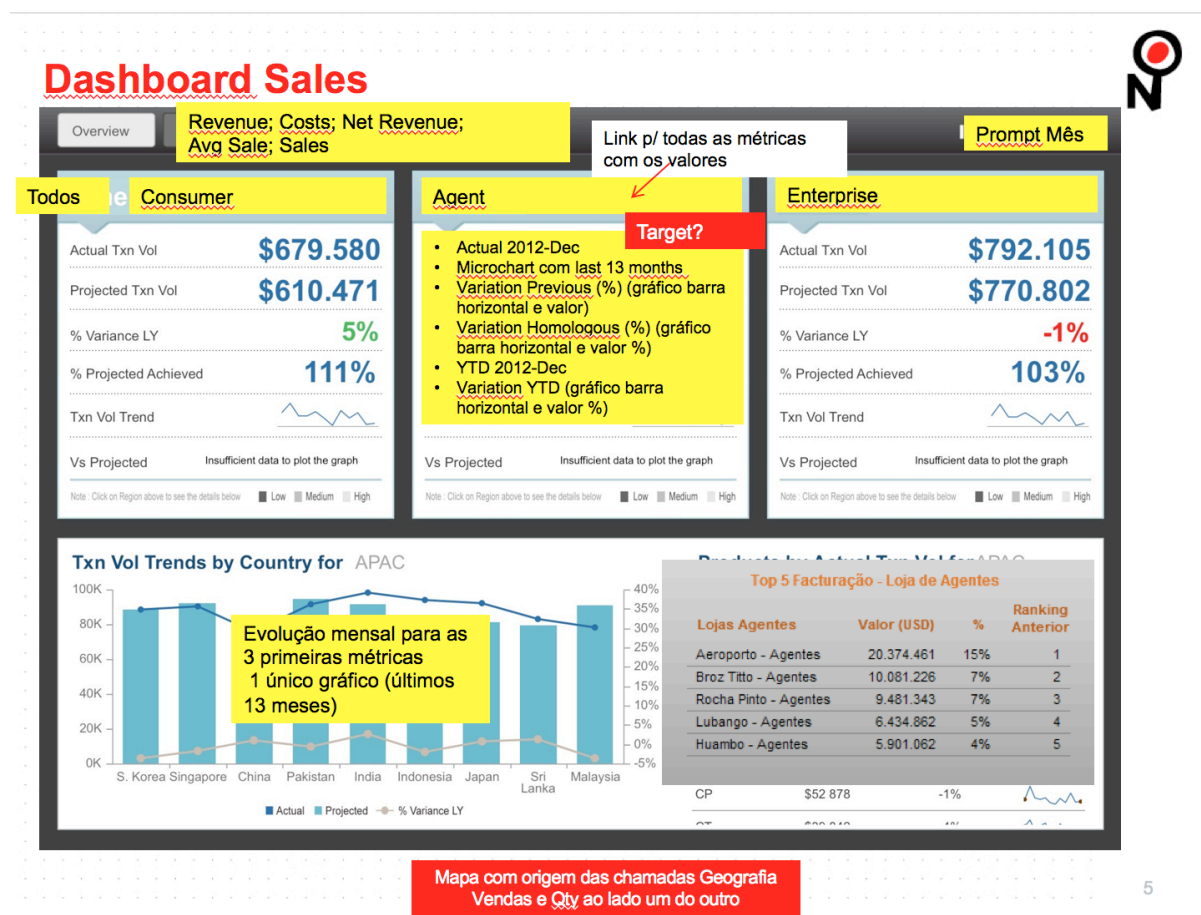 Dashboard Sales
Overview
Revenue; Costs; Net Revenue;
Avg Sale; Sales
Link p/ todas as métricas
com os valores
Prompt Mês
Todos
Consumer
Agent
Enterprise
Target?
Actual Txn Vol $679.580
Projected Txn Vol $610.471
% Variance LY 5%
% Projected Achieved 111%
Txn Vol Trend
Vs Projected Insufficient data to plot the graph
Note : Click on Region above to see the details below Low Medium High
• Actual 2012-Dec
• Microchart com last 13 months
• Variation Previous (%) (gráfico barra
horizontal e valor)
• Variation Homologous (%) (gráfico
barra horizontal e valor %)
• YTD 2012-Dec
• Variation YTD (gráfico barra
horizontal e valor %)
Vs Projected Insufficient data to plot the graph
Note : Click on Region above to see the details below Low Medium High
Actual Txn Vol $792.105
Projected Txn Vol $770.802
% Variance LY -1%
% Projected Achieved 103%
Txn Vol Trend
Vs Projected Insufficient data to plot the graph
Note : Click on Region above to see the details below Low Medium High
Txn Vol Trends by Country for APAC
100K
80K
60K
40K
20K
0K
40%
35%
30%
25%
20%
15%
10%
5%
0%
-5%
Evolução mensal para as
3 primeiras métricas
1 único gráfico (últimos
13 meses)
S. Korea Singapore China Pakistan India Indonesia Japan Sri Lanka Malaysia
Actual Projected % Variance LY
Top 5 Facturação - Loja de Agentes
Lojas Agentes Valor (USD) % Ranking Anterior
Aeroporto - Agentes 20.374.461 15% 1
Broz Titto - Agentes 10.081.226 7% 2
Rocha Pinto - Agentes 9.481.343 7% 3
Lubango - Agentes 6.434.862 5% 4
Huambo - Agentes 5.901.062 4% 5
CP $52 878 -1%
Mapa com origem das chamadas Geografia
Vendas e Qty ao lado um do outro
5